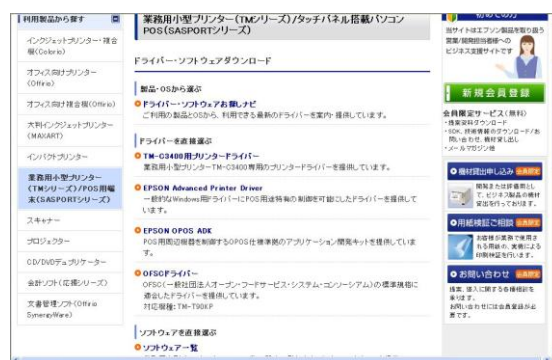 利用製品から探す
インクジェットプリンター・複合
機(Colorio)
オフィス向けプリンター
(Offirio)
オフィス向け複合機(Offirio)
大判インクジェットプリンター
(MAXART)
インパクトプリンター
業務用小型プリンター
(TMシリーズ)/POS用端
末(SASPORTシリーズ)
スキャナー
プロジェクター
CD/DVDデュプリケーター
会計ソフト(応援シリーズ)
文書管理ソフト(Offirio
SynergyWare)
業務用小型プリンター(TMシリーズ)/タッチパネル搭載パソコン
POS(SASPORTシリーズ)
ドライバー・ソフトウェアダウンロード
製品・OSから選ぶ
ドライバー・ソフトウェアお探しナビ
ご利用の製品とOSから、利用できる最新のドライバーを案内・提供しています。
ドライバーを直接選ぶ
TM-C3400用プリンタードライバー
業務用小型プリンターTM-C3400専用のプリンタードライバーを提供しています。
EPSON Advanced Printer Driver
一般的なWindows用ドライバーにPOS用途特有の制御を可能にしたドライバーを提供して
います。
EPSON OPOS ADK
POS用周辺機器を制御するOPOS仕様準拠のアプリケーション開発キットを提供していま
す。
OFSCドライバー
OFSC(一般社団法人オープン・フードサービス・システム・コンソーシアム)の標準規格に
適合したドライバーを提供しています。
対応機種:TM-T90KP
ソフトウェアを直接選ぶ
ソフトウェア一覧
初めての方
当サイトはエプソン製品を取り扱う
営業/開発担当者様への
ビジネス支援サイトです
新規会員登録
会員限定サービス(無料)
・提案資料ダウンロード
・SDK、技術情報のダウンロード/お
問い合わせ、機材貸し出し
・メールマガジン他
機材貸出申し込み 会員限定
開発または評価用とし
て、ビジネス製品の機材
貸出を行っております。
用紙検証ご相談 会員限定
お客様が業務で使用さ
れる用紙の、実機による
印刷検証を行います。
お問い合わせ 会員限定
提案、導入に関する各種相談を
承ります。
お問い合わせには会員登録が必
要です。